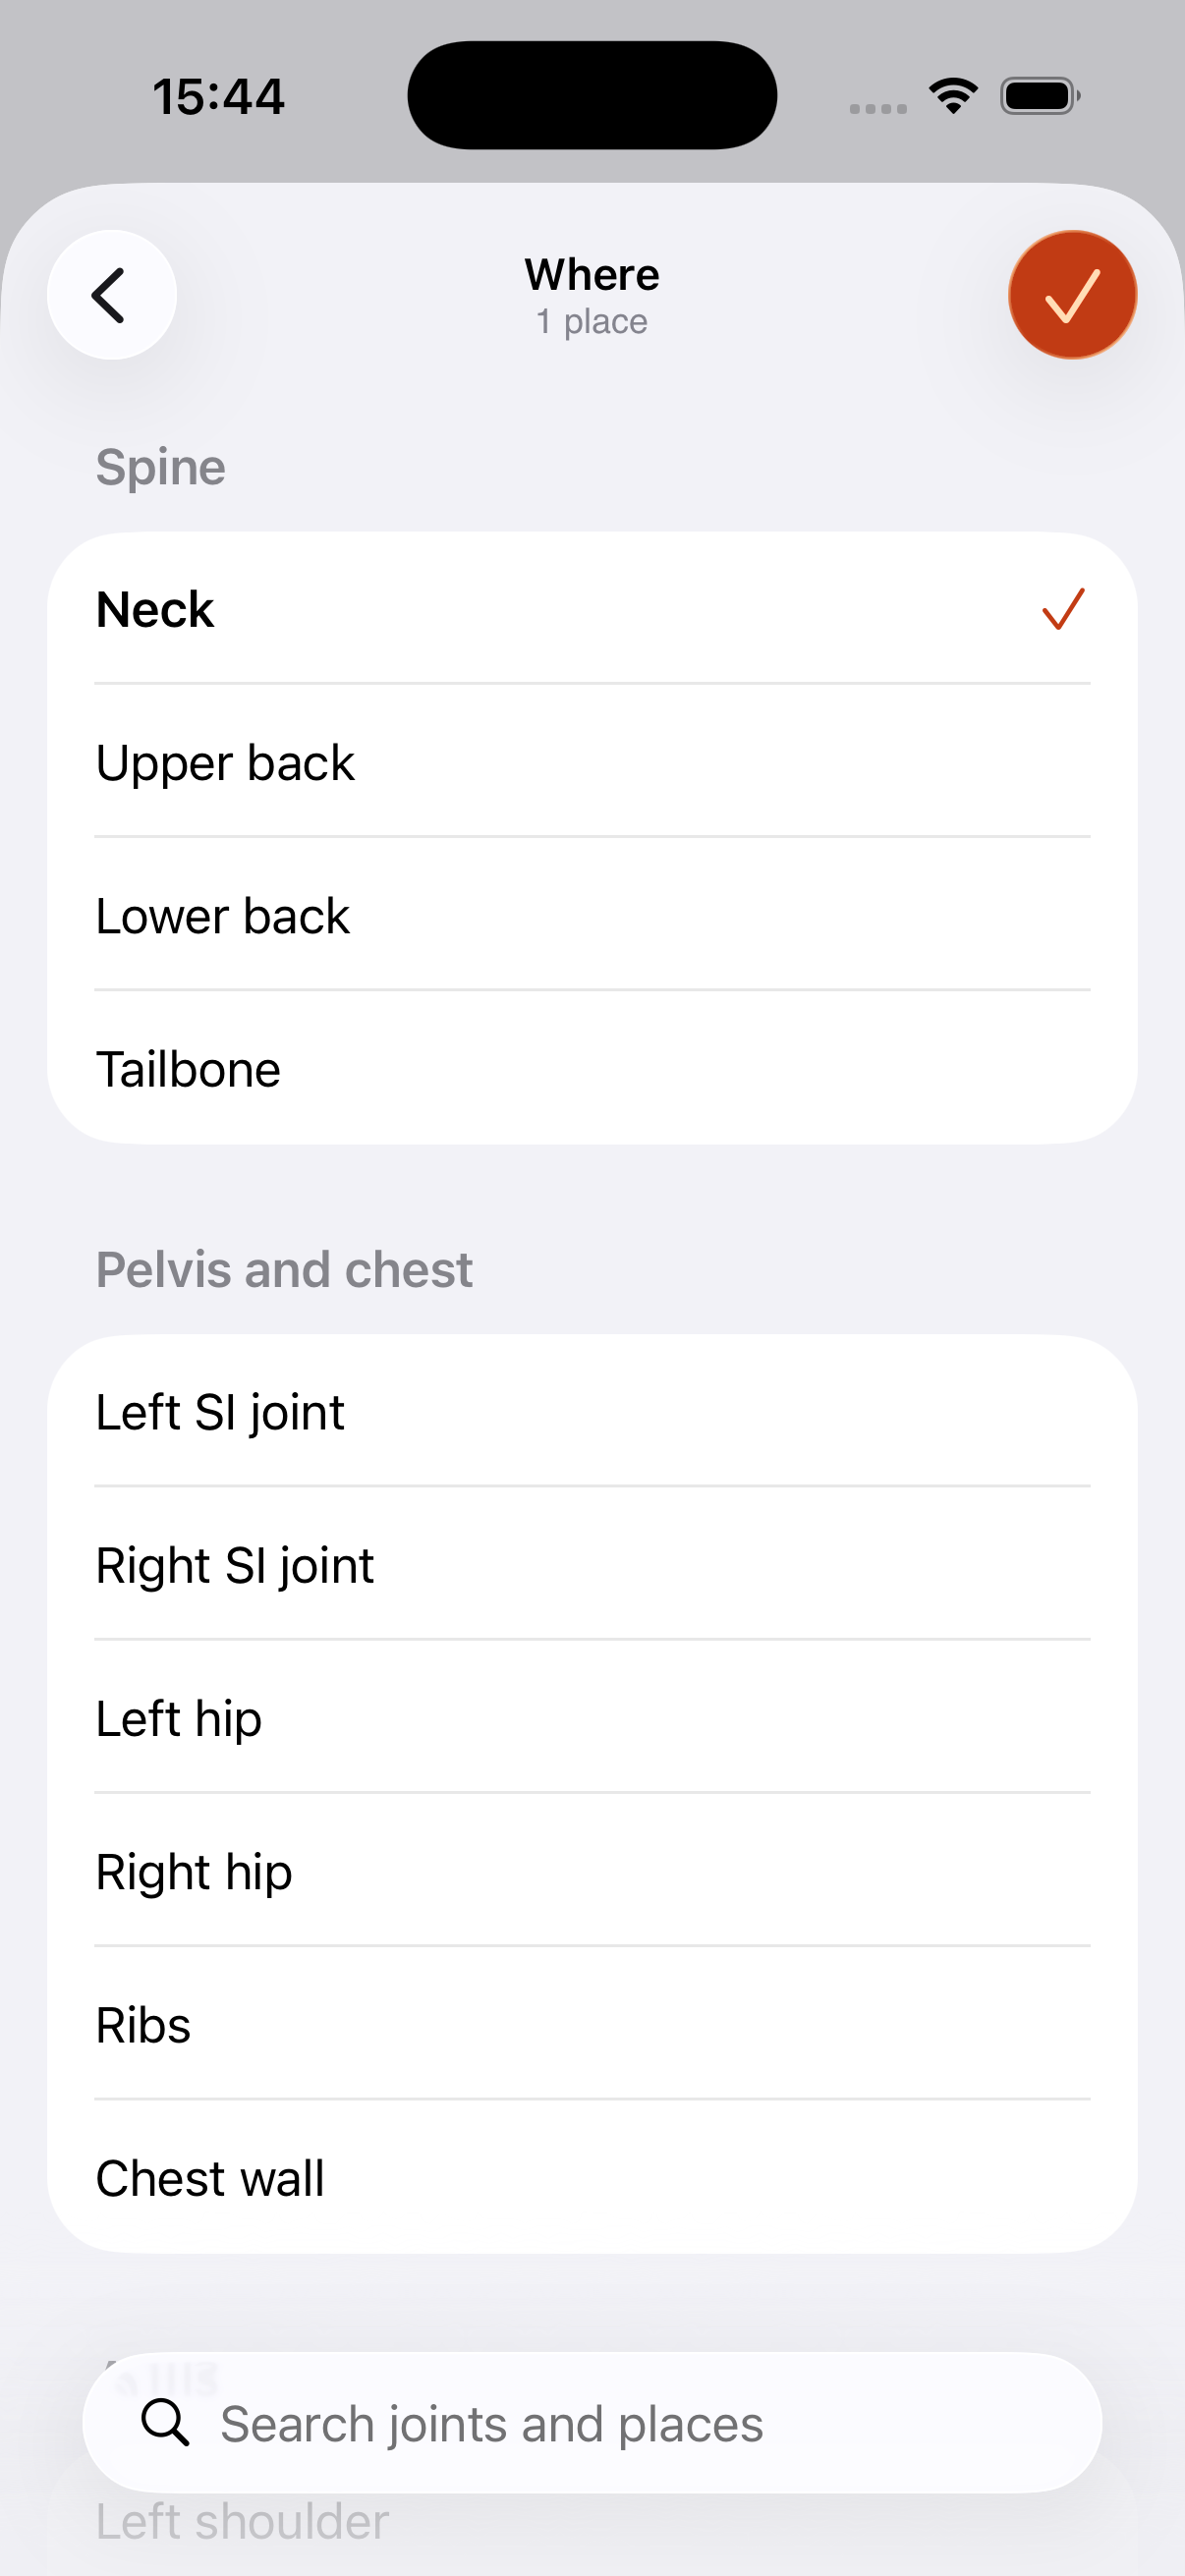 15:44
Where
1 place
Spine
Neck
Upper back
Lower back
Tailbone
Pelvis and chest
Left SI joint
Right SI joint
Left hip
Right hip
Ribs
Chest wall
Search joints and places
Left shoulder